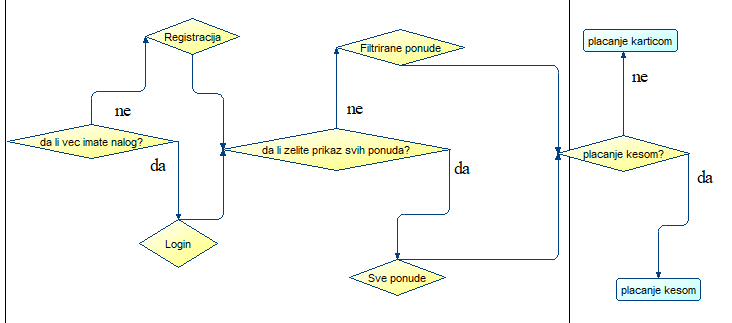 Registracija
ne
da li vec imate nalog?
da
Login
Filtrirane ponude
ne
da li zelite prikaz svih ponuda?
da
Sve ponude
placanje karticom
ne
placanje kesom?
da
placanje kesom